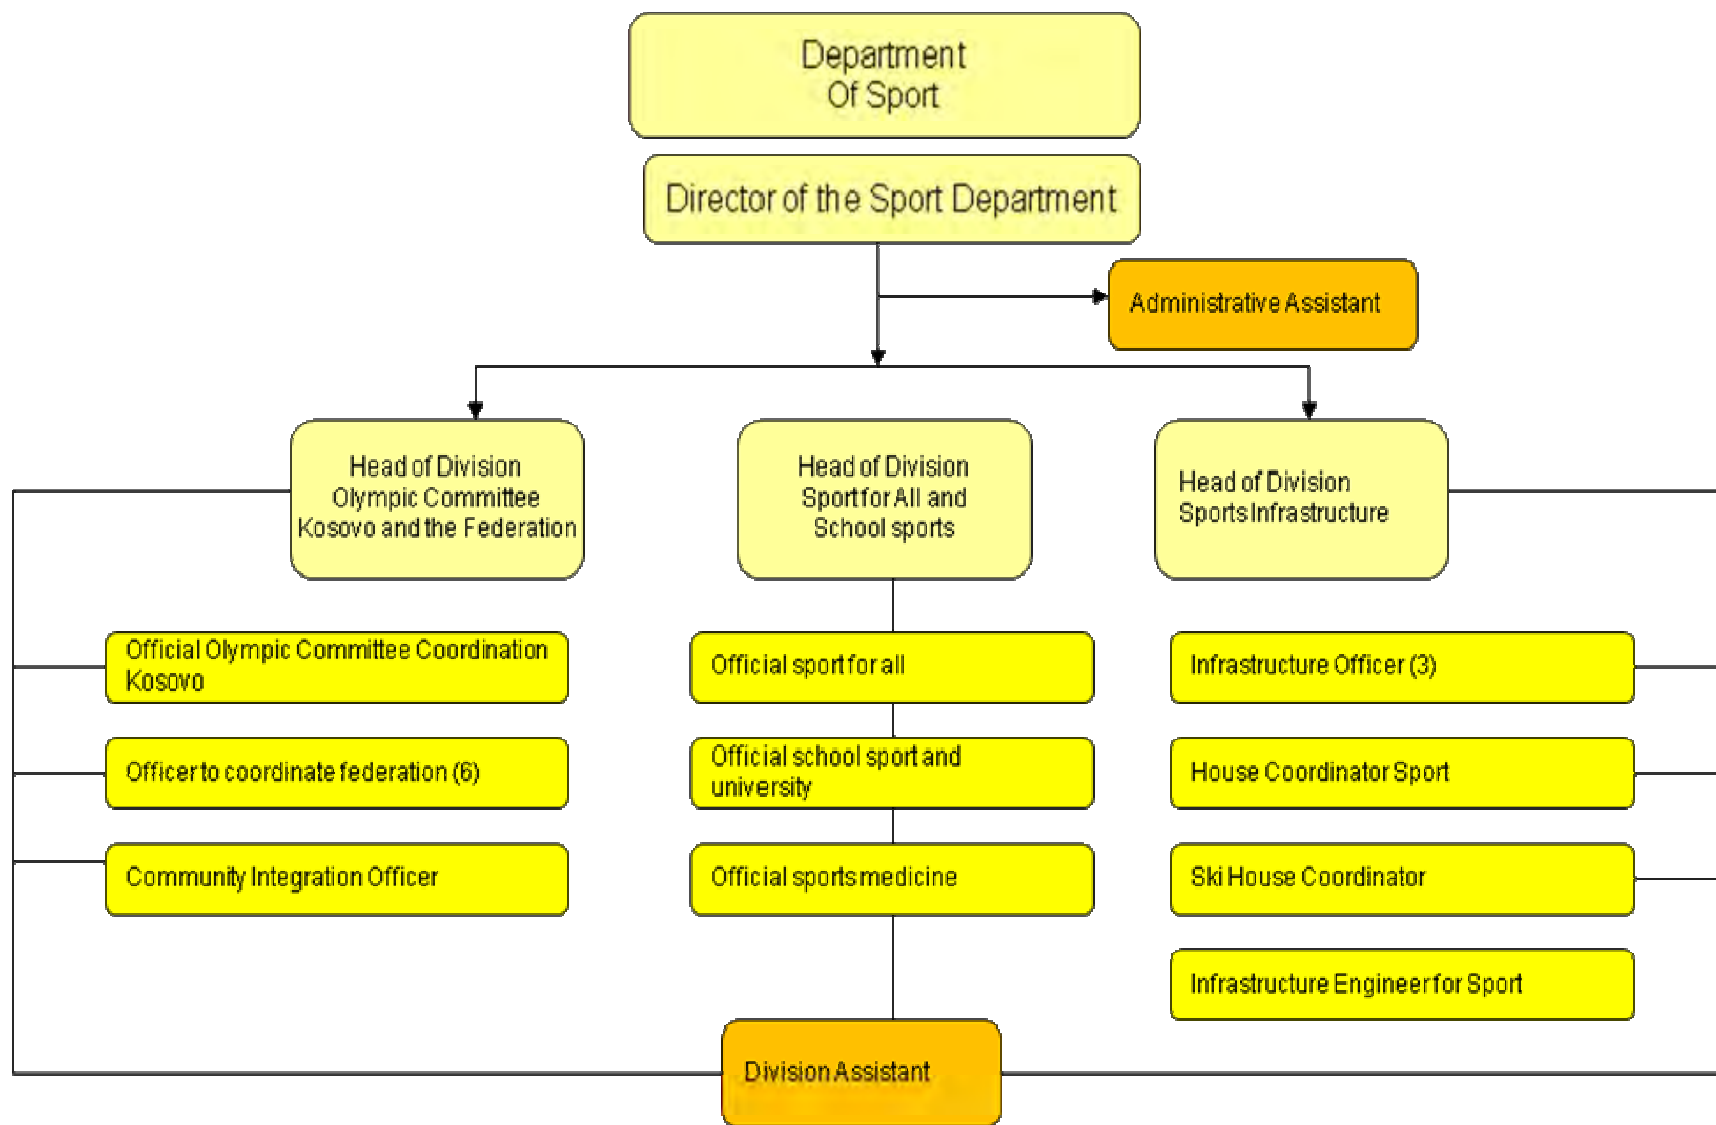 Department
Of Sport
Director of the Sport Department
Administrative Assistant
Head of Division
Olympic Committee
Kosovo and the Federation
Head of Division
Sport for All and
School sports
Head of Division
Sports Infrastructure
Official Olympic Committee Coordination
Kosovo
Official sport for all
Infrastructure Officer (3)
Officer to coordinate federation (6)
Official school sport and
university
House Coordinator Sport
Community Integration Officer
Official sports medicine
Ski House Coordinator
Infrastructure Engineer for Sport
Division Assistant